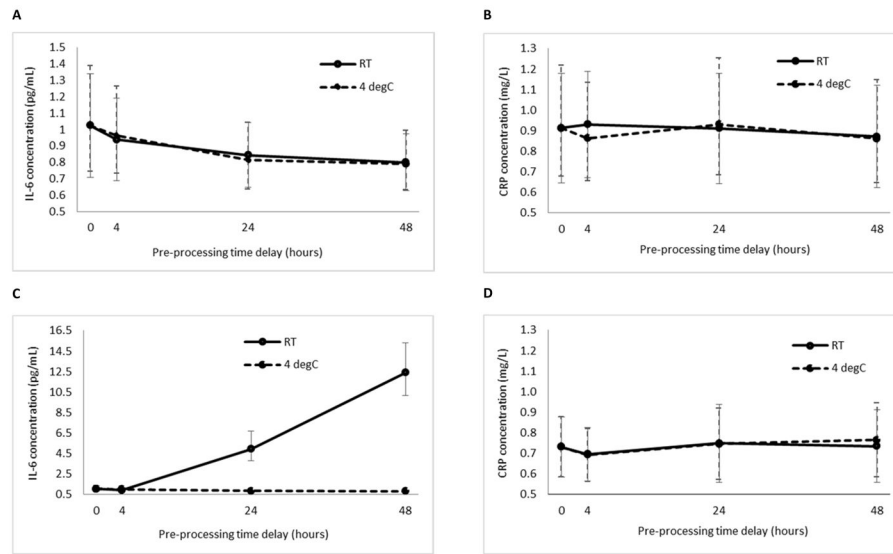 A
1.5
1.4
1.3
1.2
1.1
1
0.9
0.8
0.7
0.6
0.5
IL-6 concentration (pg/mL)
RT
4 degC
0 4 24 48
Pre-processing time delay (hours)
B
1.3
1.2
1.1
1.0
0.9
0.8
0.7
0.6
0.5
CRP concentration (mg/L)
RT
4 degC
0 4 24 48
Pre-processing time delay (hours)
C
16.5
14.5
12.5
10.5
8.5
6.5
4.5
2.5
0.5
IL-6 concentration (pg/mL)
RT
4 degC
0 4 24 48
Pre-processing time delay (hours)
D
1.3
1.2
1.1
1.0
0.9
0.8
0.7
0.6
0.5
CRP concentration (mg/L)
RT
4 degC
0 4 24 48
Pre-processing time delay (hours)